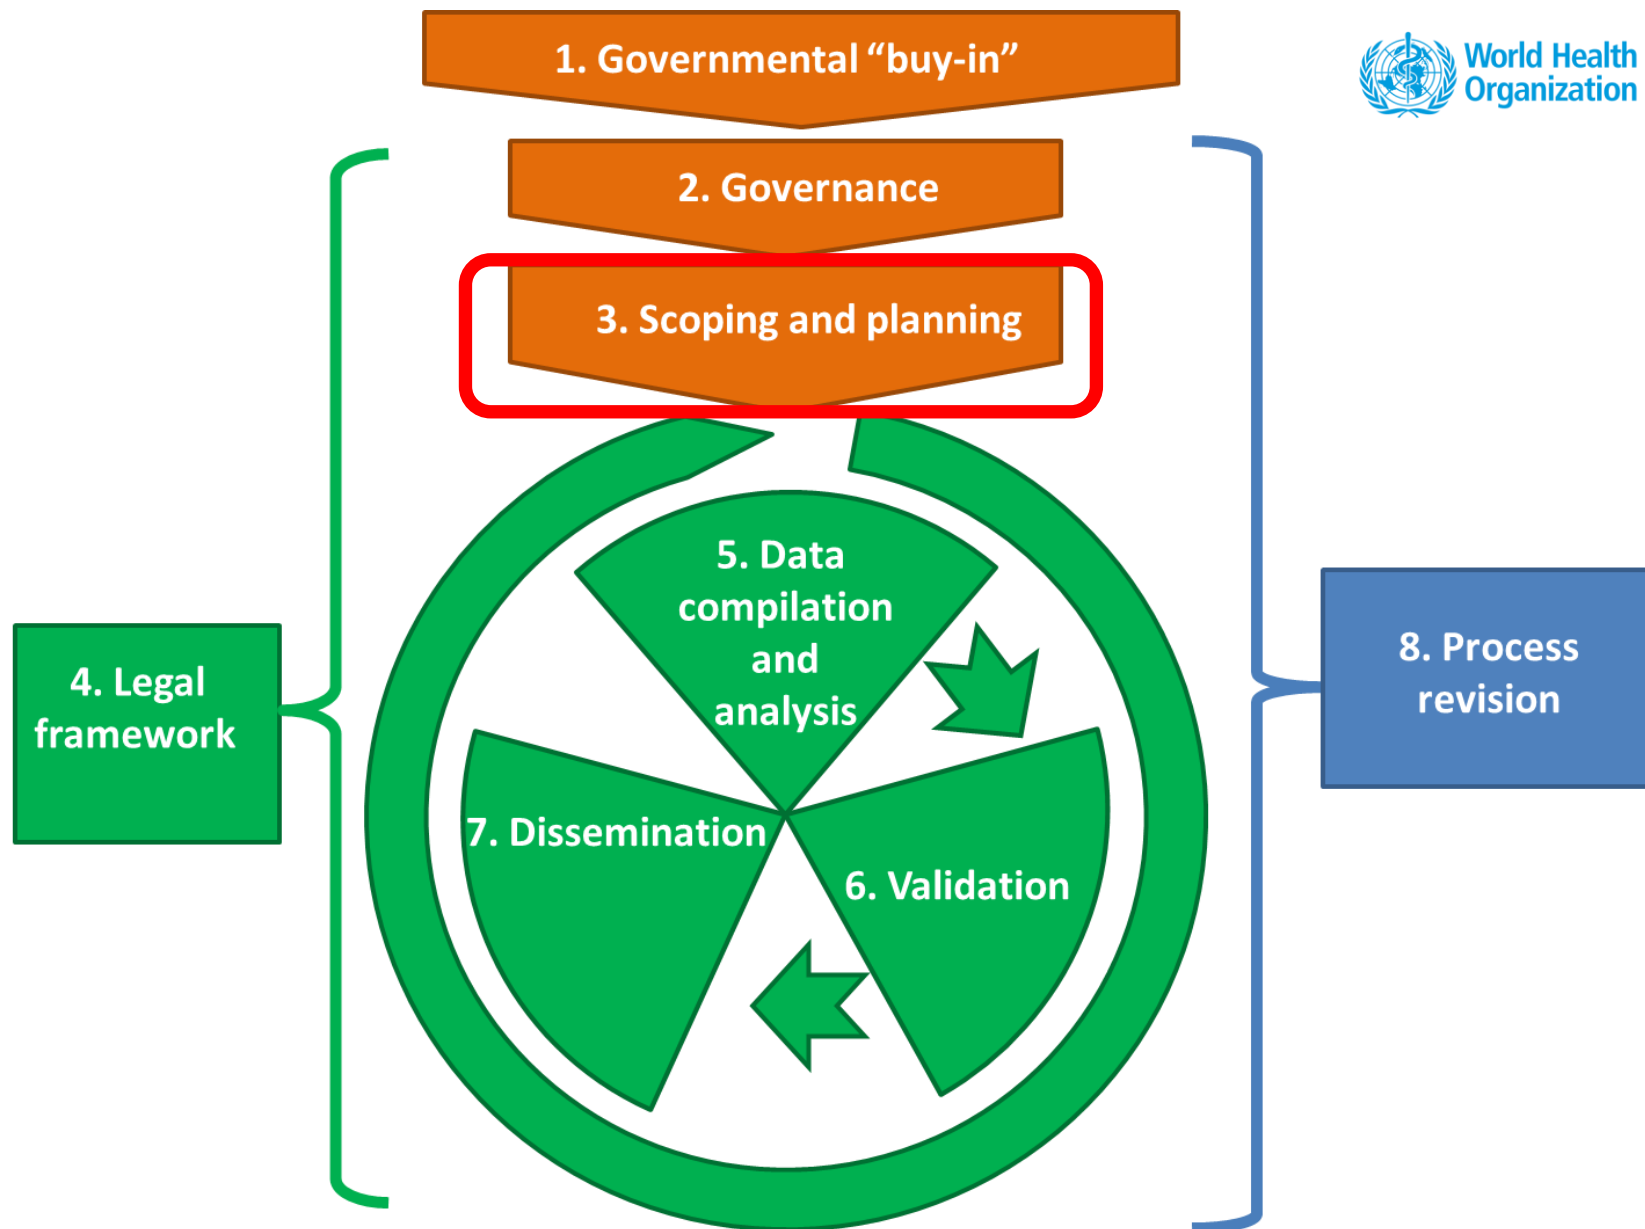 1. Governmental “buy-in”
World Health
Organization
2. Governance
3. Scoping and planning
4. Legal
framework
5. Data
compilation
and
analysis
6. Validation
7. Dissemination
8. Process
revision